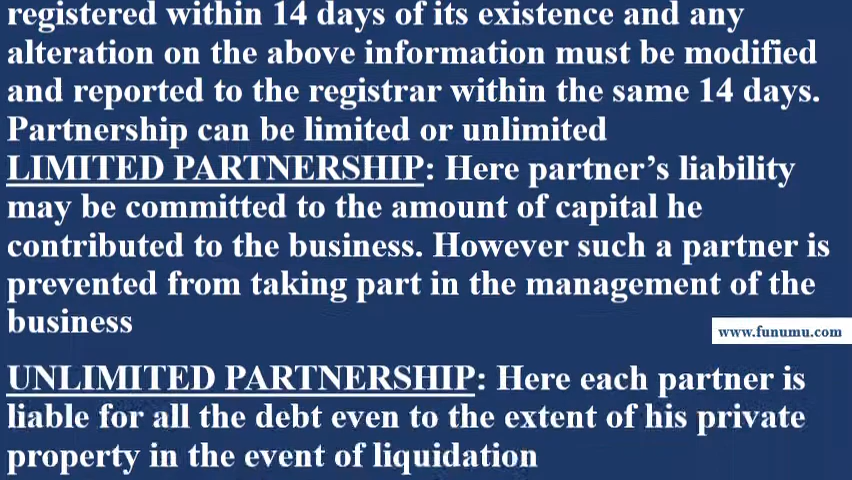 registered within 14 days of its existence and any
alteration on the above information must be modified
and reported to the registrar within the same 14 days.
Partnership can be limited or unlimited
LIMITED PARTNERSHIP: Here partner’s liability
may be committed to the amount of capital he
contributed to the business. However such a partner is
prevented from taking part in the management of the
business
www.funumu.com
UNLIMITED PARTNERSHIP: Here each partner is
liable for all the debt even to the extent of his private
property in the event of liquidation